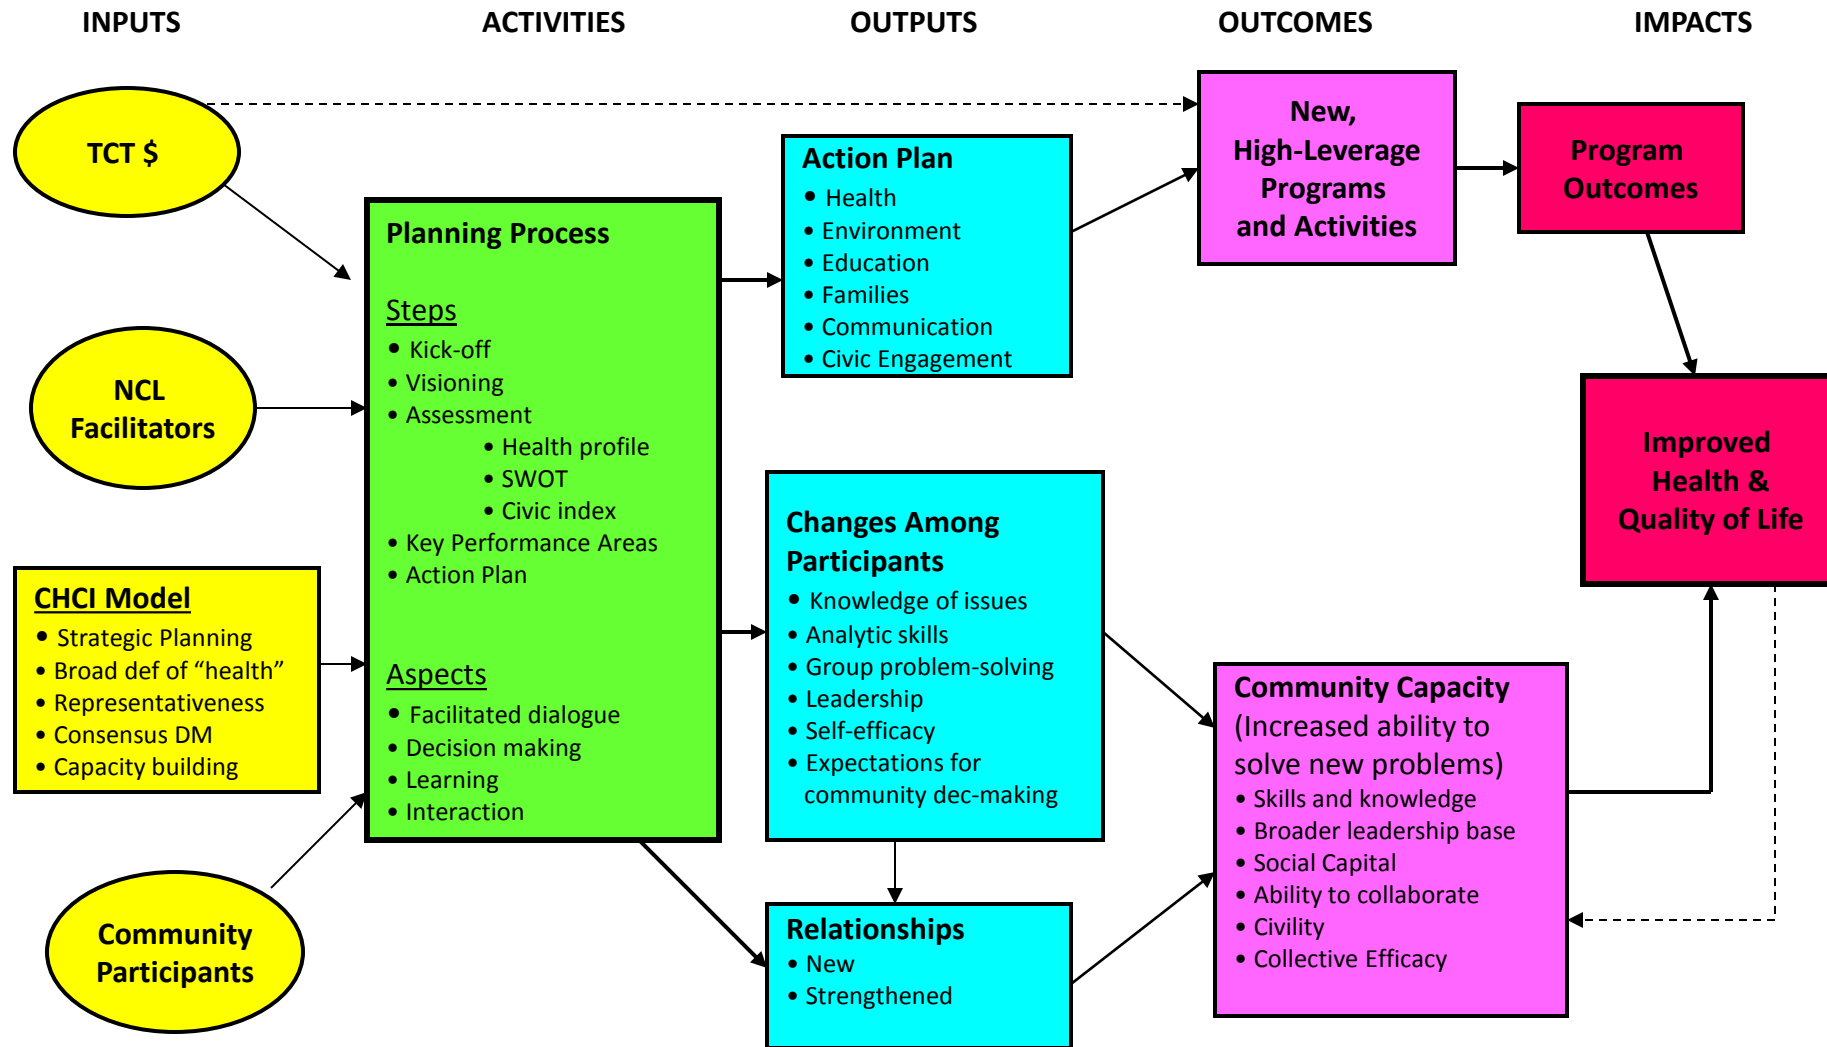 INPUTS
ACTIVITIES
OUTPUTS
OUTCOMES
IMPACTS
TCT $
NCL
Facilitators
CHCI Model
• Strategic Planning
• Broad def of “health”
• Representativeness
• Consensus DM
• Capacity building
Community
Participants
Planning Process
Steps
• Kick-off
• Visioning
• Assessment
• Health profile
• SWOT
• Civic index
• Key Performance Areas
• Action Plan
Aspects
• Facilitated dialogue
• Decision making
• Learning
• Interaction
Action Plan
• Health
• Environment
• Education
• Families
• Communication
• Civic Engagement
Changes Among
Participants
• Knowledge of issues
• Analytic skills
• Group problem-solving
• Leadership
• Self-efficacy
• Expectations for
community dec-making
Relationships
• New
• Strengthened
New,
High-Leverage
Programs
and Activities
Community Capacity
(Increased ability to
solve new problems)
• Skills and knowledge
• Broader leadership base
• Social Capital
• Ability to collaborate
• Civility
• Collective Efficacy
Program
Outcomes
Improved
Health &
Quality of Life